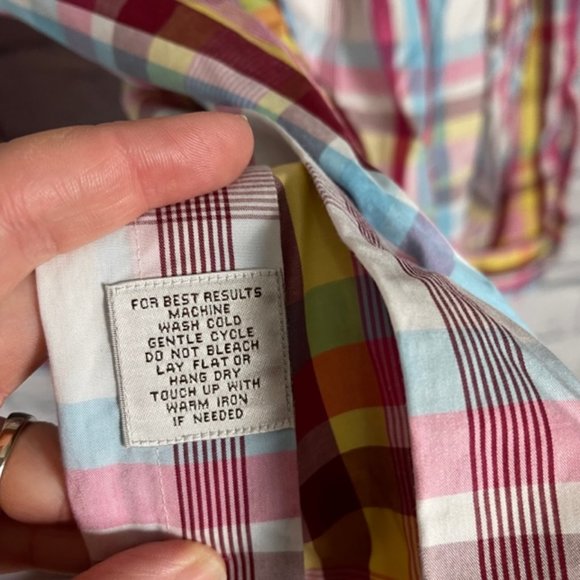 FOR BEST RESULTS
MACHINE
WASH COLD
GENTLE CYCLE
DO NOT BLEACH
LAY FLAT OR
HANG DRY
TOUCH UP WITH
WARM IRON
IF NEEDED